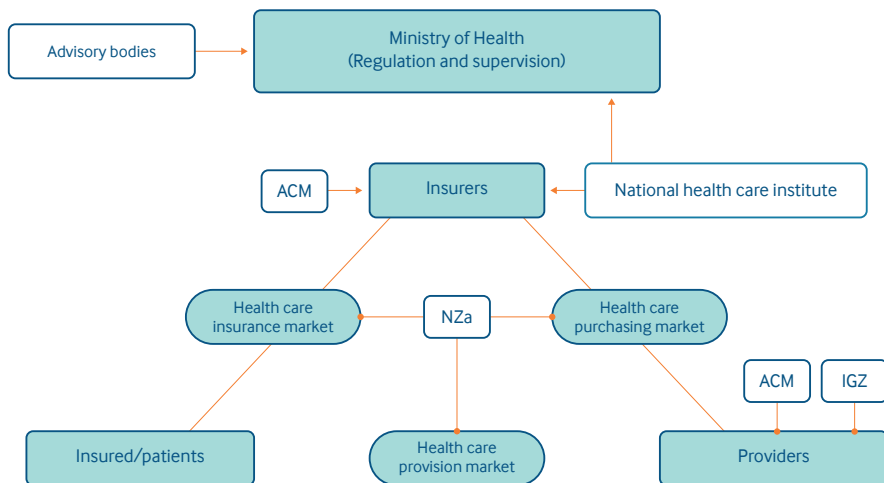 Ministry of Health
(Regulation and supervision)
Advisory bodies
ACM
Insurers
National health care institute
Health care
insurance market
NZa
Health care
purchasing market
ACM
IGZ
Insured/patients
Health care
provision market
Providers